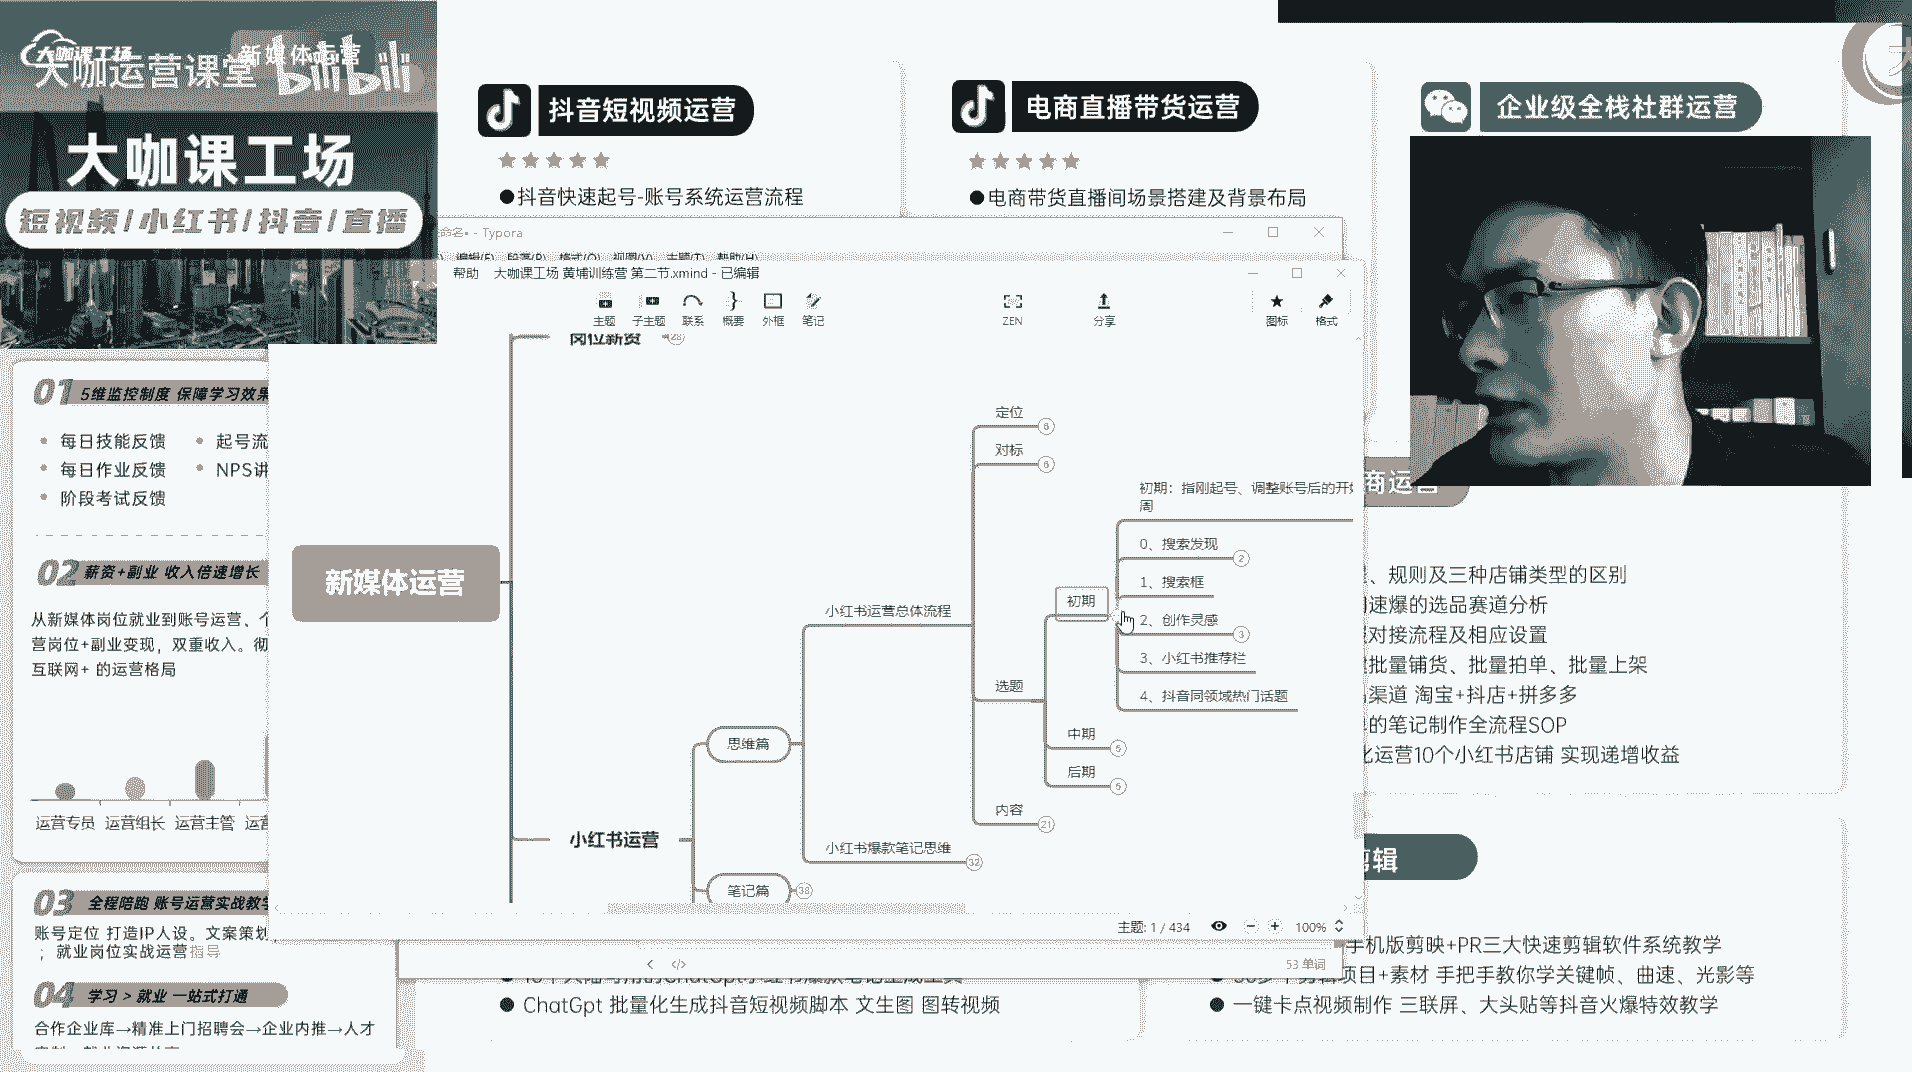 大咖课工场
新媒体运营
大咖运营课堂 bilibili
大咖课工场
短视频/小红书/抖音/直播
抖音短视频运营
●抖音快速起号-账号系统运营流程
电商直播带货运营
●电商带货直播间场景搭建及背景布局
企业级全栈社群运营
- Typora
帮助 大咖课工场 黄埔训练营 第二节.xmind - 已编辑
主题
子主题
联系
概要
外框
笔记
ZEN
分享
图标
格式
岗位薪资
28
定位
6
对标
6
初期：指刚起号、调整账号后的开始
周
0、搜索发现
2
1、搜索框
初期
2、创作灵感
3
3、小红书推荐栏
4、抖音同领域热门话题
新媒体运营
小红书运营总体流程
选题
中期
5
后期
5
思维篇
内容
21
小红书运营
小红书爆款笔记思维
32
笔记篇
38
主题: 1 / 434
100%
53 单词
01 5维监控制度 保障学习效果
每日技能反馈
起号流
每日作业反馈
NPS讲
阶段考试反馈
02 薪资+副业 收入倍速增长
从新媒体岗位就业到账号运营、
营岗位+副业变现，双重收入。彻
互联网+ 的运营格局
运营专员 运营组长 运营主管 运营
03 全程陪跑 账号运营实战教学
账号定位 打造IP人设。文案策划
；就业岗位实战运营指导
04 学习 > 就业 一站式打通
合作企业库→精准上门招聘会→企业内推→人才
商运营
、规则及三种店铺类型的区别
速爆的选品赛道分析
对接流程及相应设置
批量铺货、批量拍单、批量上架
渠道 淘宝+抖店+拼多多
的笔记制作全流程SOP
化运营10个小红书店铺 实现递增收益
剪辑
手机版剪映+PR三大快速剪辑软件系统教学
项目+素材 手把手教你学关键帧、曲速、光影等
● 一键卡点视频制作 三联屏、大头贴等抖音火爆特效教学
● ChatGpt 批量化生成抖音短视频脚本 文生图 图转视频